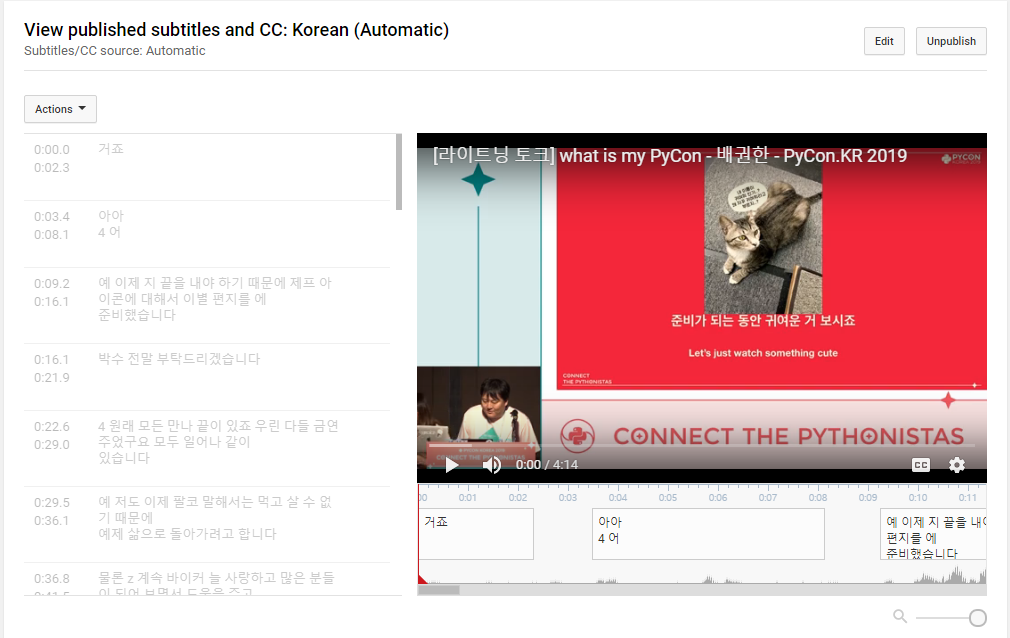 View published subtitles and CC: Korean (Automatic)
Subtitles/CC source: Automatic
Edit
Unpublish
Actions
0:00.0 거죠
0:02.3
0:03.4 아아
0:08.1 4 어
0:09.2 예 이제 지 끝을 내야 하기 때문에 제프 아
0:16.1 이콘에 대해서 이별 편지를 에
준비했습니다
0:16.1 박수 전말 부탁드리겠습니다
0:21.9
0:22.6 4 원래 모든 만나 끝이 있죠 우린 다들 금연
0:29.0 주었구요 모두 일어나 같이
있습니다
0:29.5 예 저도 이제 팔코 말해서는 먹고 살 수 없
0:36.1 기 때문에
예제 삶으로 돌아가려고 합니다
0:36.8 물론 z 계속 바이커 늘 사랑하고 많은 분들
0:41.5 이 되어 보면서 도움을 주고
[라이트닝 토크] what is my PyCon - 배권한 - PyCon.KR 2019
PYCON
준비가 되는 동안 귀여운 거 보시죠
Let's just watch something cute
CONNECT
THE PYTHONISTAS
CONNECT THE PYTHONISTAS
0:00 / 4:14
CC
00 0:01 0:02 0:03 0:04 0:05 0:06 0:07 0:08 0:09 0:10 0:11
거죠
아아
4 어
예 이제 지 끝을 내야
편지를 에
준비했습니다